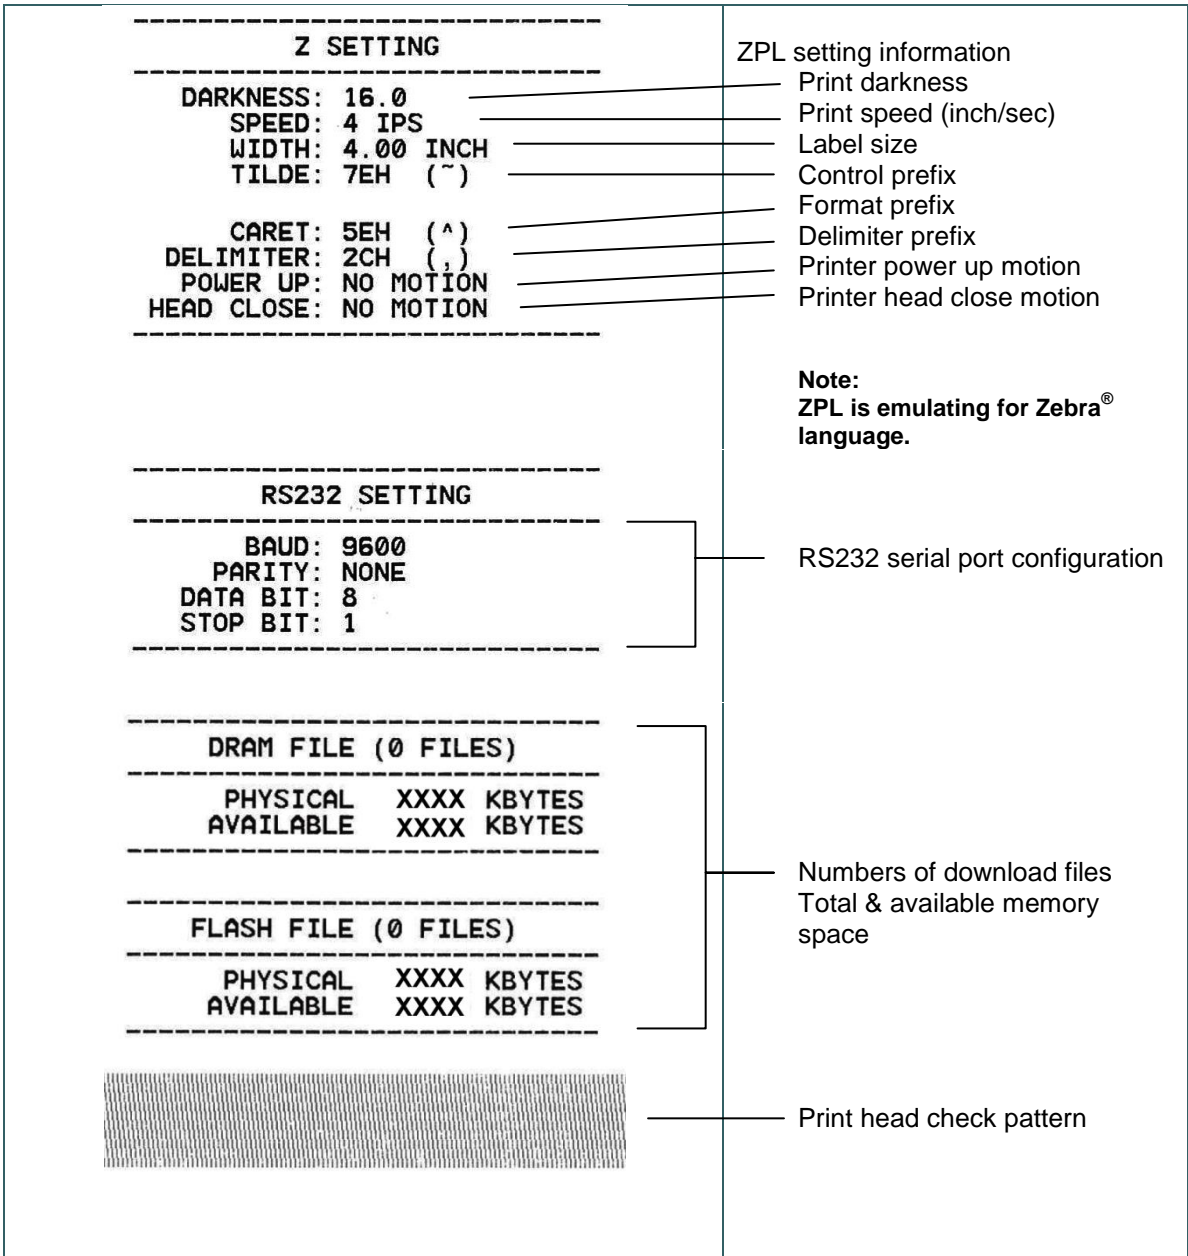 Z SETTING
DARKNESS: 16.0
SPEED: 4 IPS
WIDTH: 4.00 INCH
TILDE: 7EH (~)
CARET: 5EH (^)
DELIMITER: 2CH (,)
POWER UP: NO MOTION
HEAD CLOSE: NO MOTION
ZPL setting information
Print darkness
Print speed (inch/sec)
Label size
Control prefix
Format prefix
Delimiter prefix
Printer power up motion
Printer head close motion
Note:
ZPL is emulating for Zebra®
language.
RS232 SETTING
BAUD: 9600
PARITY: NONE
DATA BIT: 8
STOP BIT: 1
RS232 serial port configuration
DRAM FILE (0 FILES)
PHYSICAL XXXX KBYTES
AVAILABLE XXXX KBYTES
FLASH FILE (0 FILES)
PHYSICAL XXXX KBYTES
AVAILABLE XXXX KBYTES
Numbers of download files
Total & available memory
space
Print head check pattern